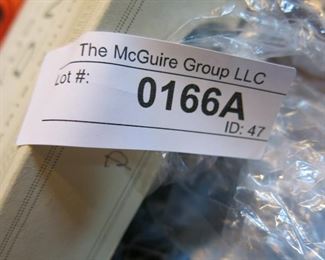 The McGuire Group LLC
Lot #:
0166A
ID: 47